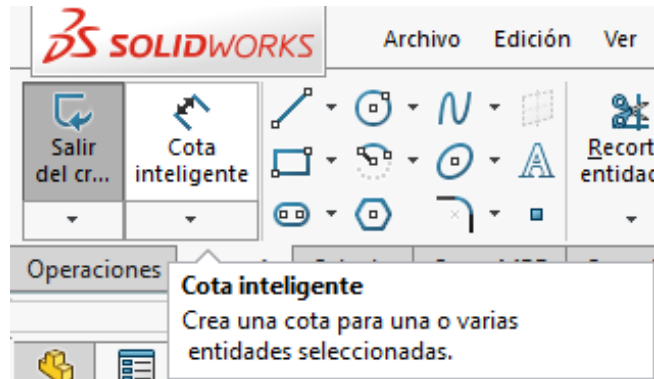 SOLIDWORKS
Archivo Edición Ver
Salir
del cr...
Cota
inteligente
Recort
entidad
Operaciones
Cota inteligente
Crea una cota para una o varias
entidades seleccionadas.